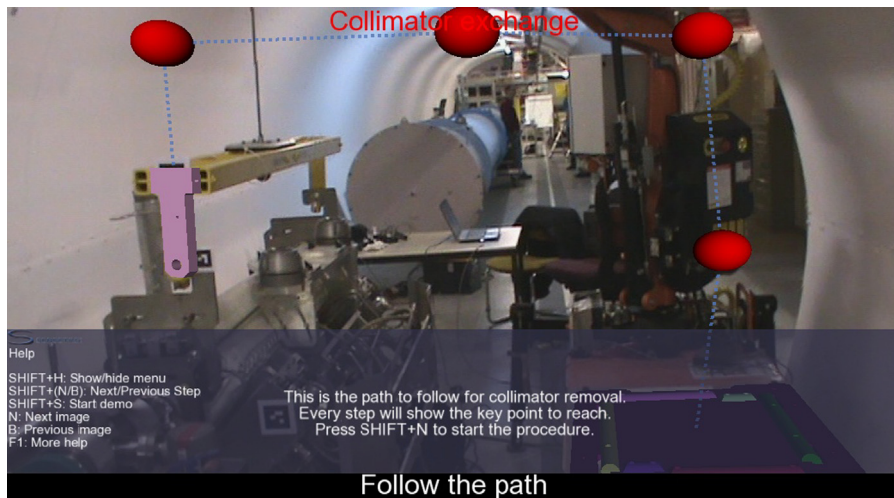 Collimator exchange
Help
SHIFT+H: Show/hide menu
SHIFT+(N/B): Next/Previous Step
SHIFT+S: Start demo
N: Next image
B: Previous image
F1: More help
This is the path to follow for collimator removal.
Every step will show the key point to reach.
Press SHIFT+N to start the procedure.
Follow the path